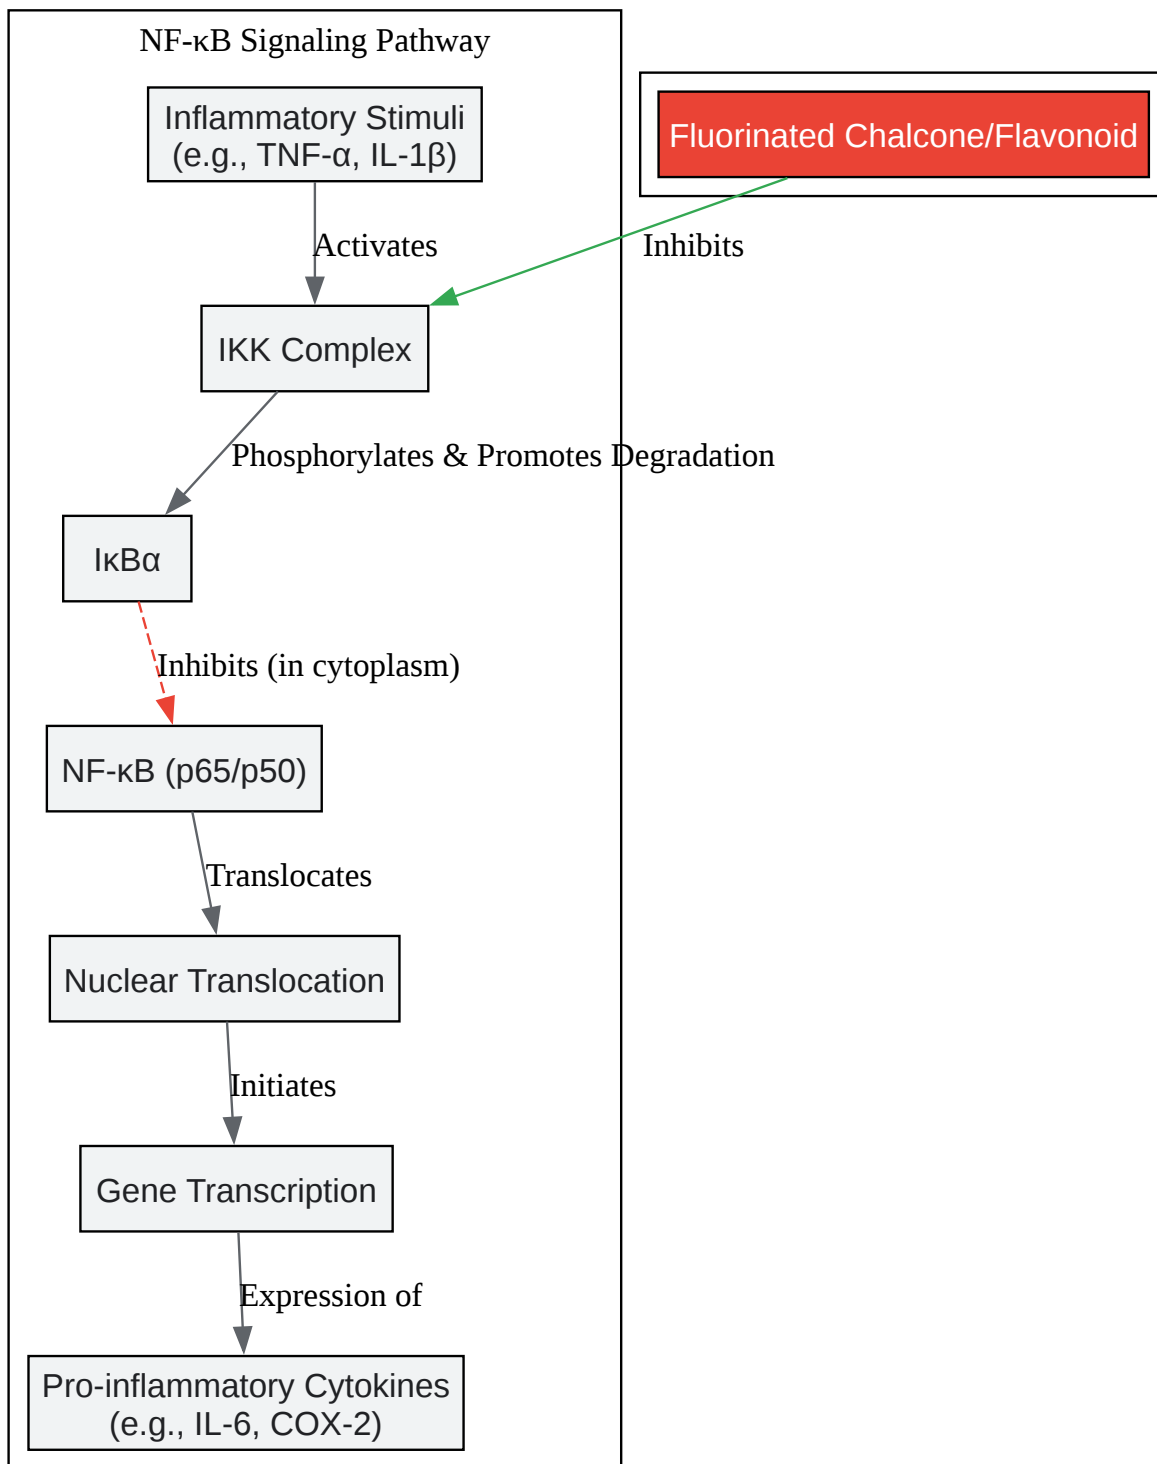 NF-κB Signaling Pathway
Inflammatory Stimuli
(e.g., TNF-α, IL-1β)
Fluorinated Chalcone/Flavonoid
Activates
Inhibits
IKK Complex
Phosphorylates & Promotes Degradation
IκBα
Inhibits (in cytoplasm)
NF-κB (p65/p50)
Translocates
Nuclear Translocation
Initiates
Gene Transcription
Expression of
Pro-inflammatory Cytokines
(e.g., IL-6, COX-2)